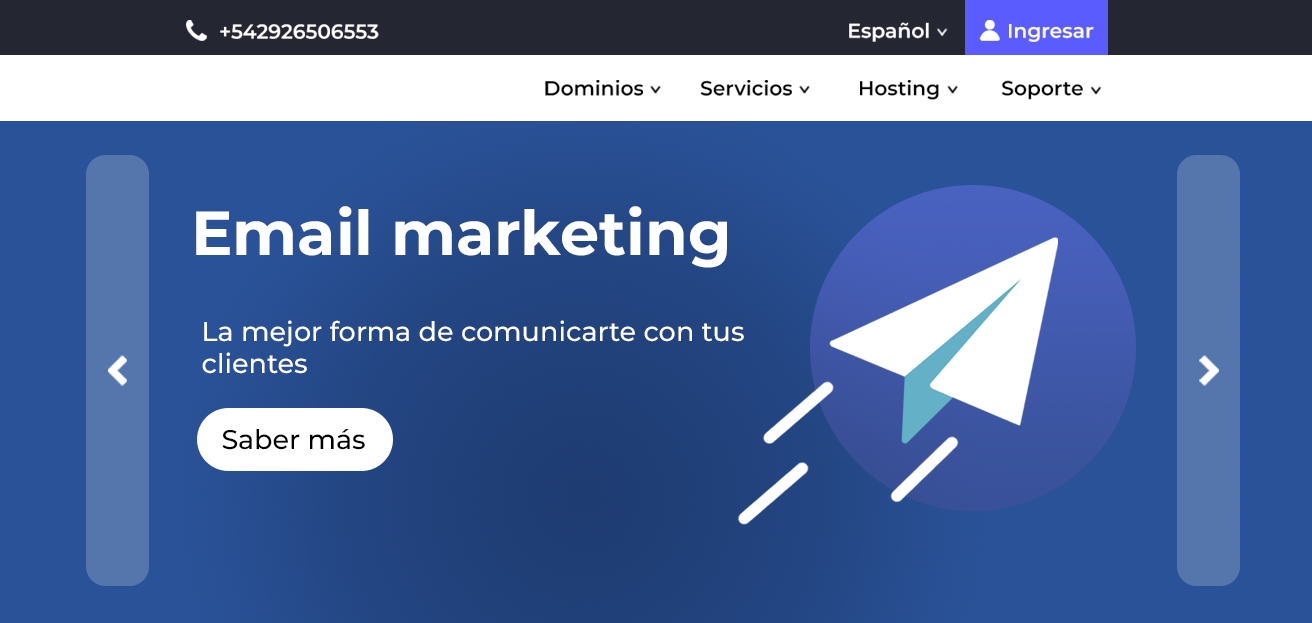 +542926506553
Español
Ingresar
Dominios
Servicios
Hosting
Soporte
Email marketing
La mejor forma de comunicarte con tus
clientes
Saber más